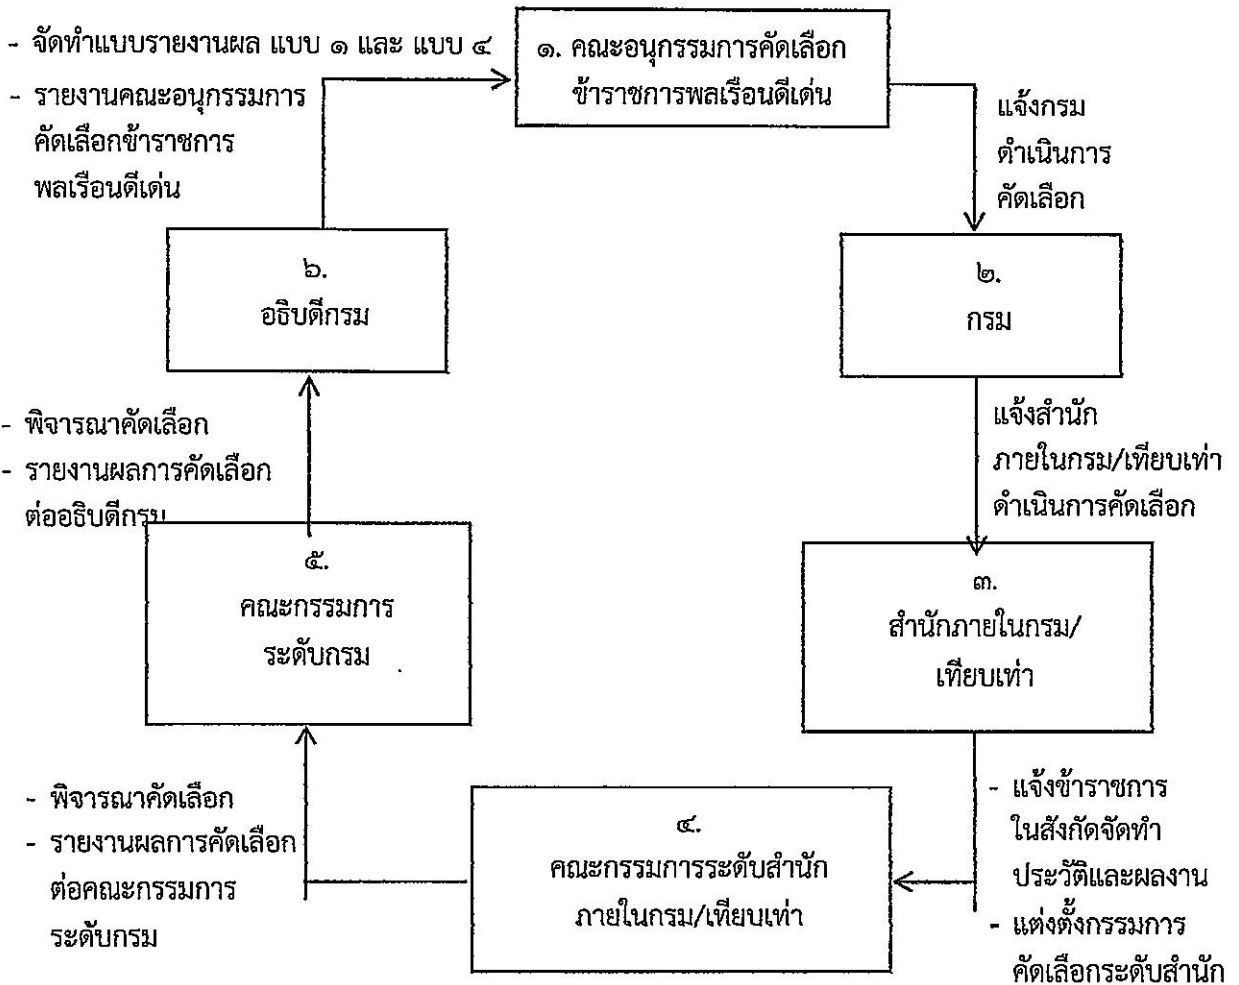 - จัดทำแบบรายงานผล แบบ ๑ และ แบบ ๔
- รายงานคณะอนุกรรมการ
คัดเลือกข้าราชการ
พลเรือนดีเด่น
๑. คณะอนุกรรมการคัดเลือก
ข้าราชการพลเรือนดีเด่น
แจ้งกรม
ดำเนินการ
คัดเลือก
๒.
กรม
แจ้งสำนัก
ภายในกรม/เทียบเท่า
ดำเนินการคัดเลือก
๓.
สำนักภายในกรม/
เทียบเท่า
- แจ้งข้าราชการ
ในสังกัดจัดทำ
ประวัติและผลงาน
- แต่งตั้งกรรมการ
คัดเลือกระดับสำนัก
๔.
คณะกรรมการระดับสำนัก
ภายในกรม/เทียบเท่า
- พิจารณาคัดเลือก
- รายงานผลการคัดเลือก
ต่อคณะกรรมการ
ระดับกรม
๕.
คณะกรรมการ
ระดับกรม
- พิจารณาคัดเลือก
- รายงานผลการคัดเลือก
ต่ออธิบดีกรม
๖.
อธิบดีกรม